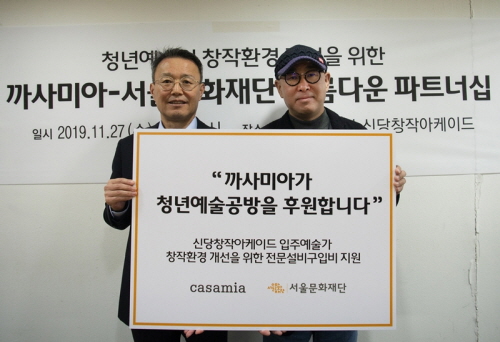 청년예 창작환경 선을 위한
까사미아-서울 화재단 름다운 파트너십
일시 2019.11.27 장소 신당창작아케이드
“까사미아가
청년예술공방을 후원합니다”
신당창작아케이드 입주예술가
창작환경 개선을 위한 전문설비구입비 지원
casamia 서울문화재단